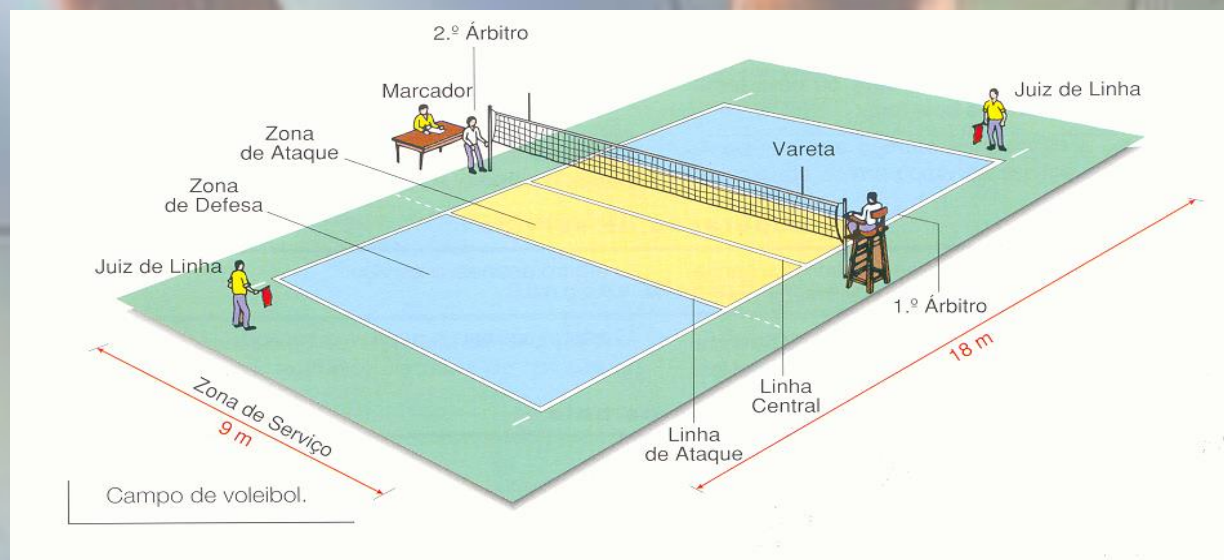 2.º Árbitro
Marcador
Juiz de Linha
Zona
de Ataque
Vareta
Zona
de Defesa
Juiz de Linha
1.º Árbitro
18 m
Linha
Central
Zona de Serviço
9 m
Linha
de Ataque
Campo de voleibol.